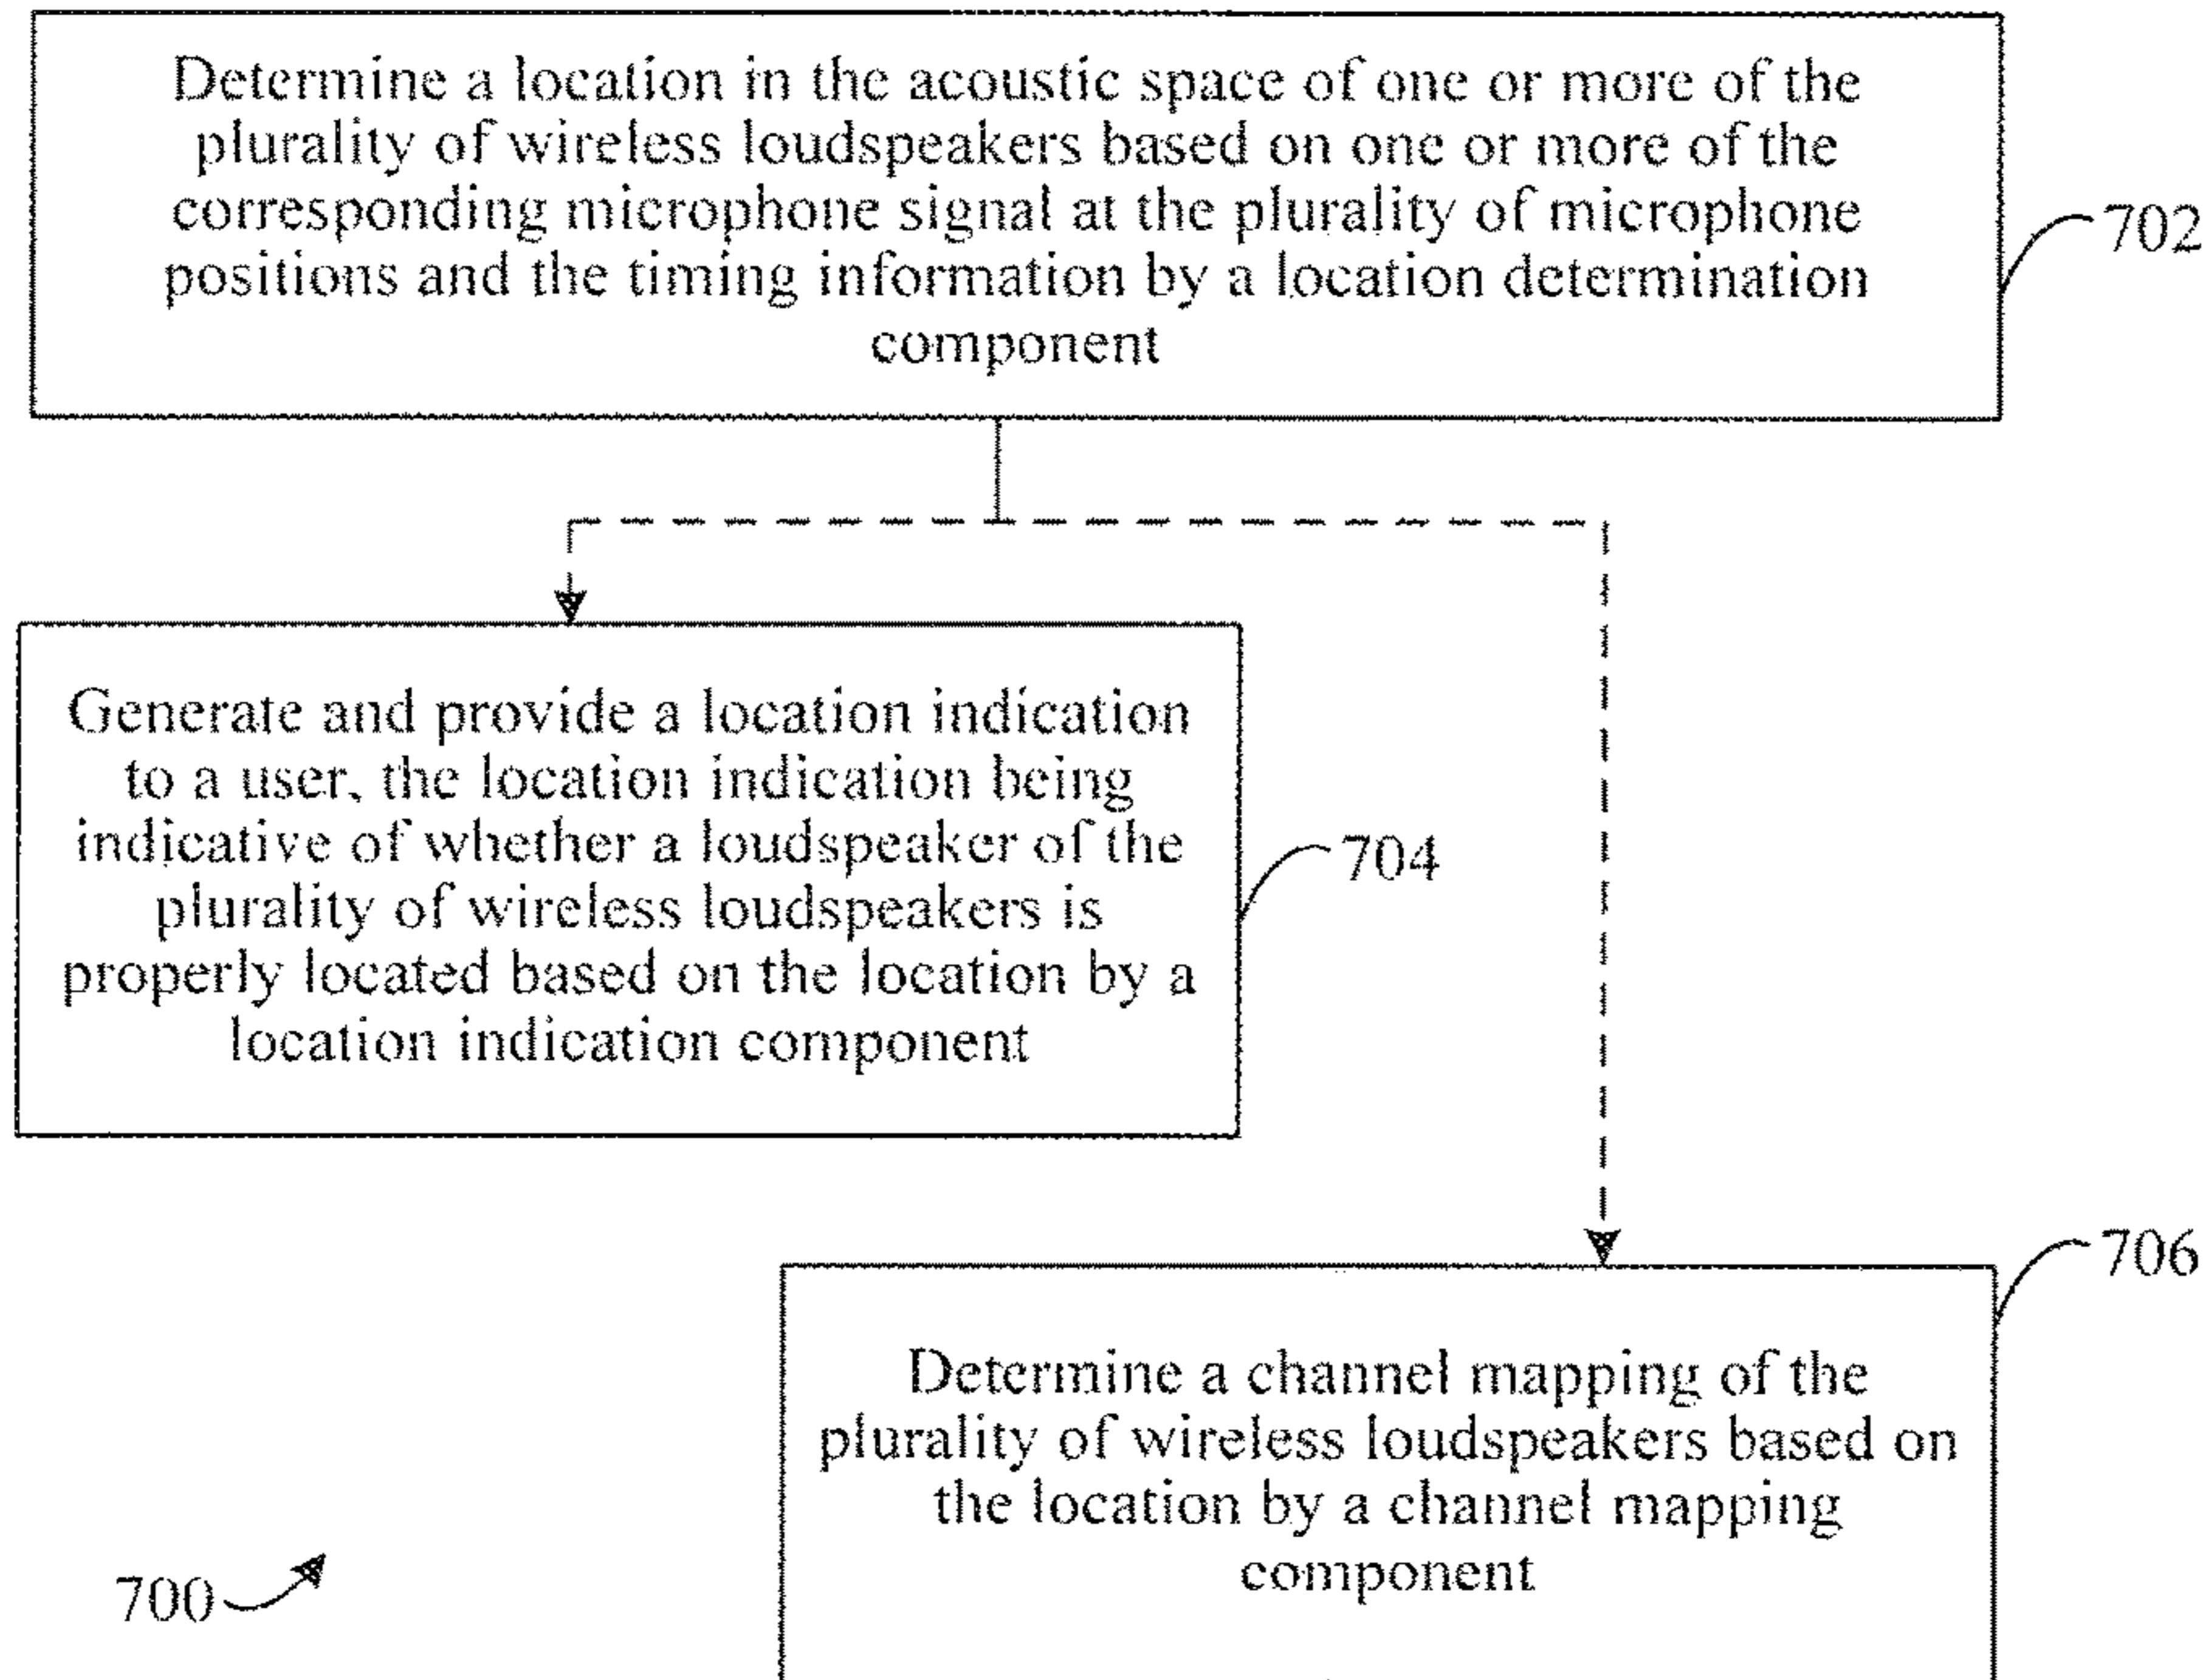 Determine a location in the acoustic space of one or more of the
plurality of wireless loudspeakers based on one or more of the
corresponding microphone signal at the plurality of microphone
positions and the timing information by a location determination
component
702
Generate and provide a location indication
to a user, the location indication being
indicative of whether a loudspeaker of the
plurality of wireless loudspeakers is
properly located based on the location by a
location indication component
704
706
Determine a channel mapping of the
plurality of wireless loudspeakers based on
the location by a channel mapping
component
700